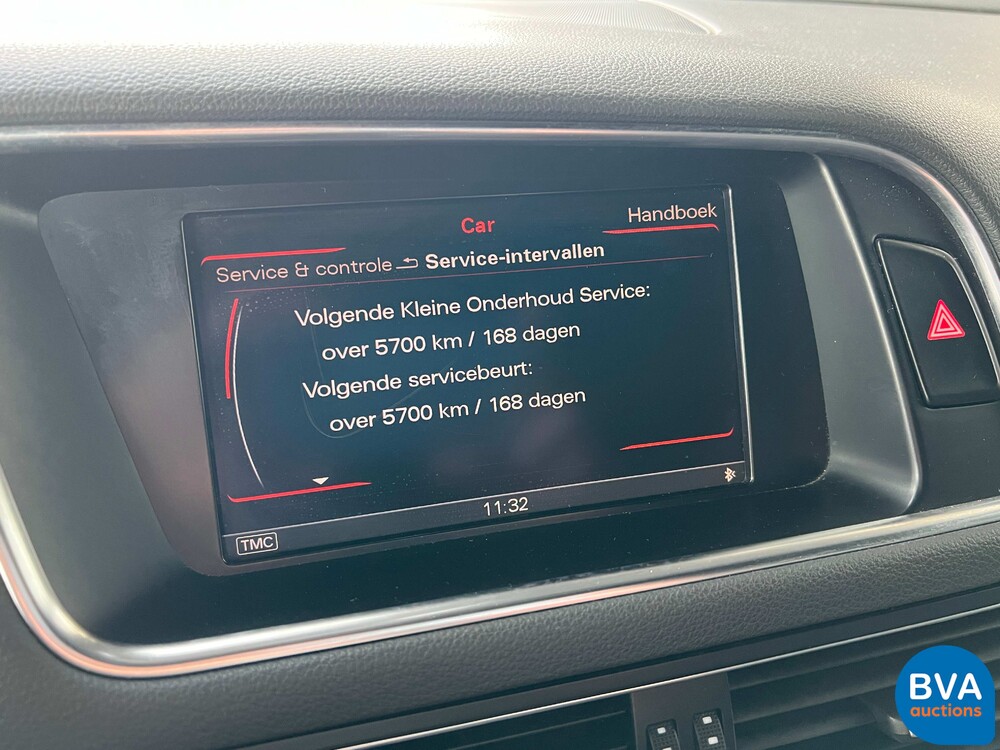 Car
Handboek
Service & controle Service-intervallen
Volgende Kleine Onderhoud Service:
over 5700 km / 168 dagen
Volgende servicebeurt:
over 5700 km / 168 dagen
11:32
TMC
BVA
auctions